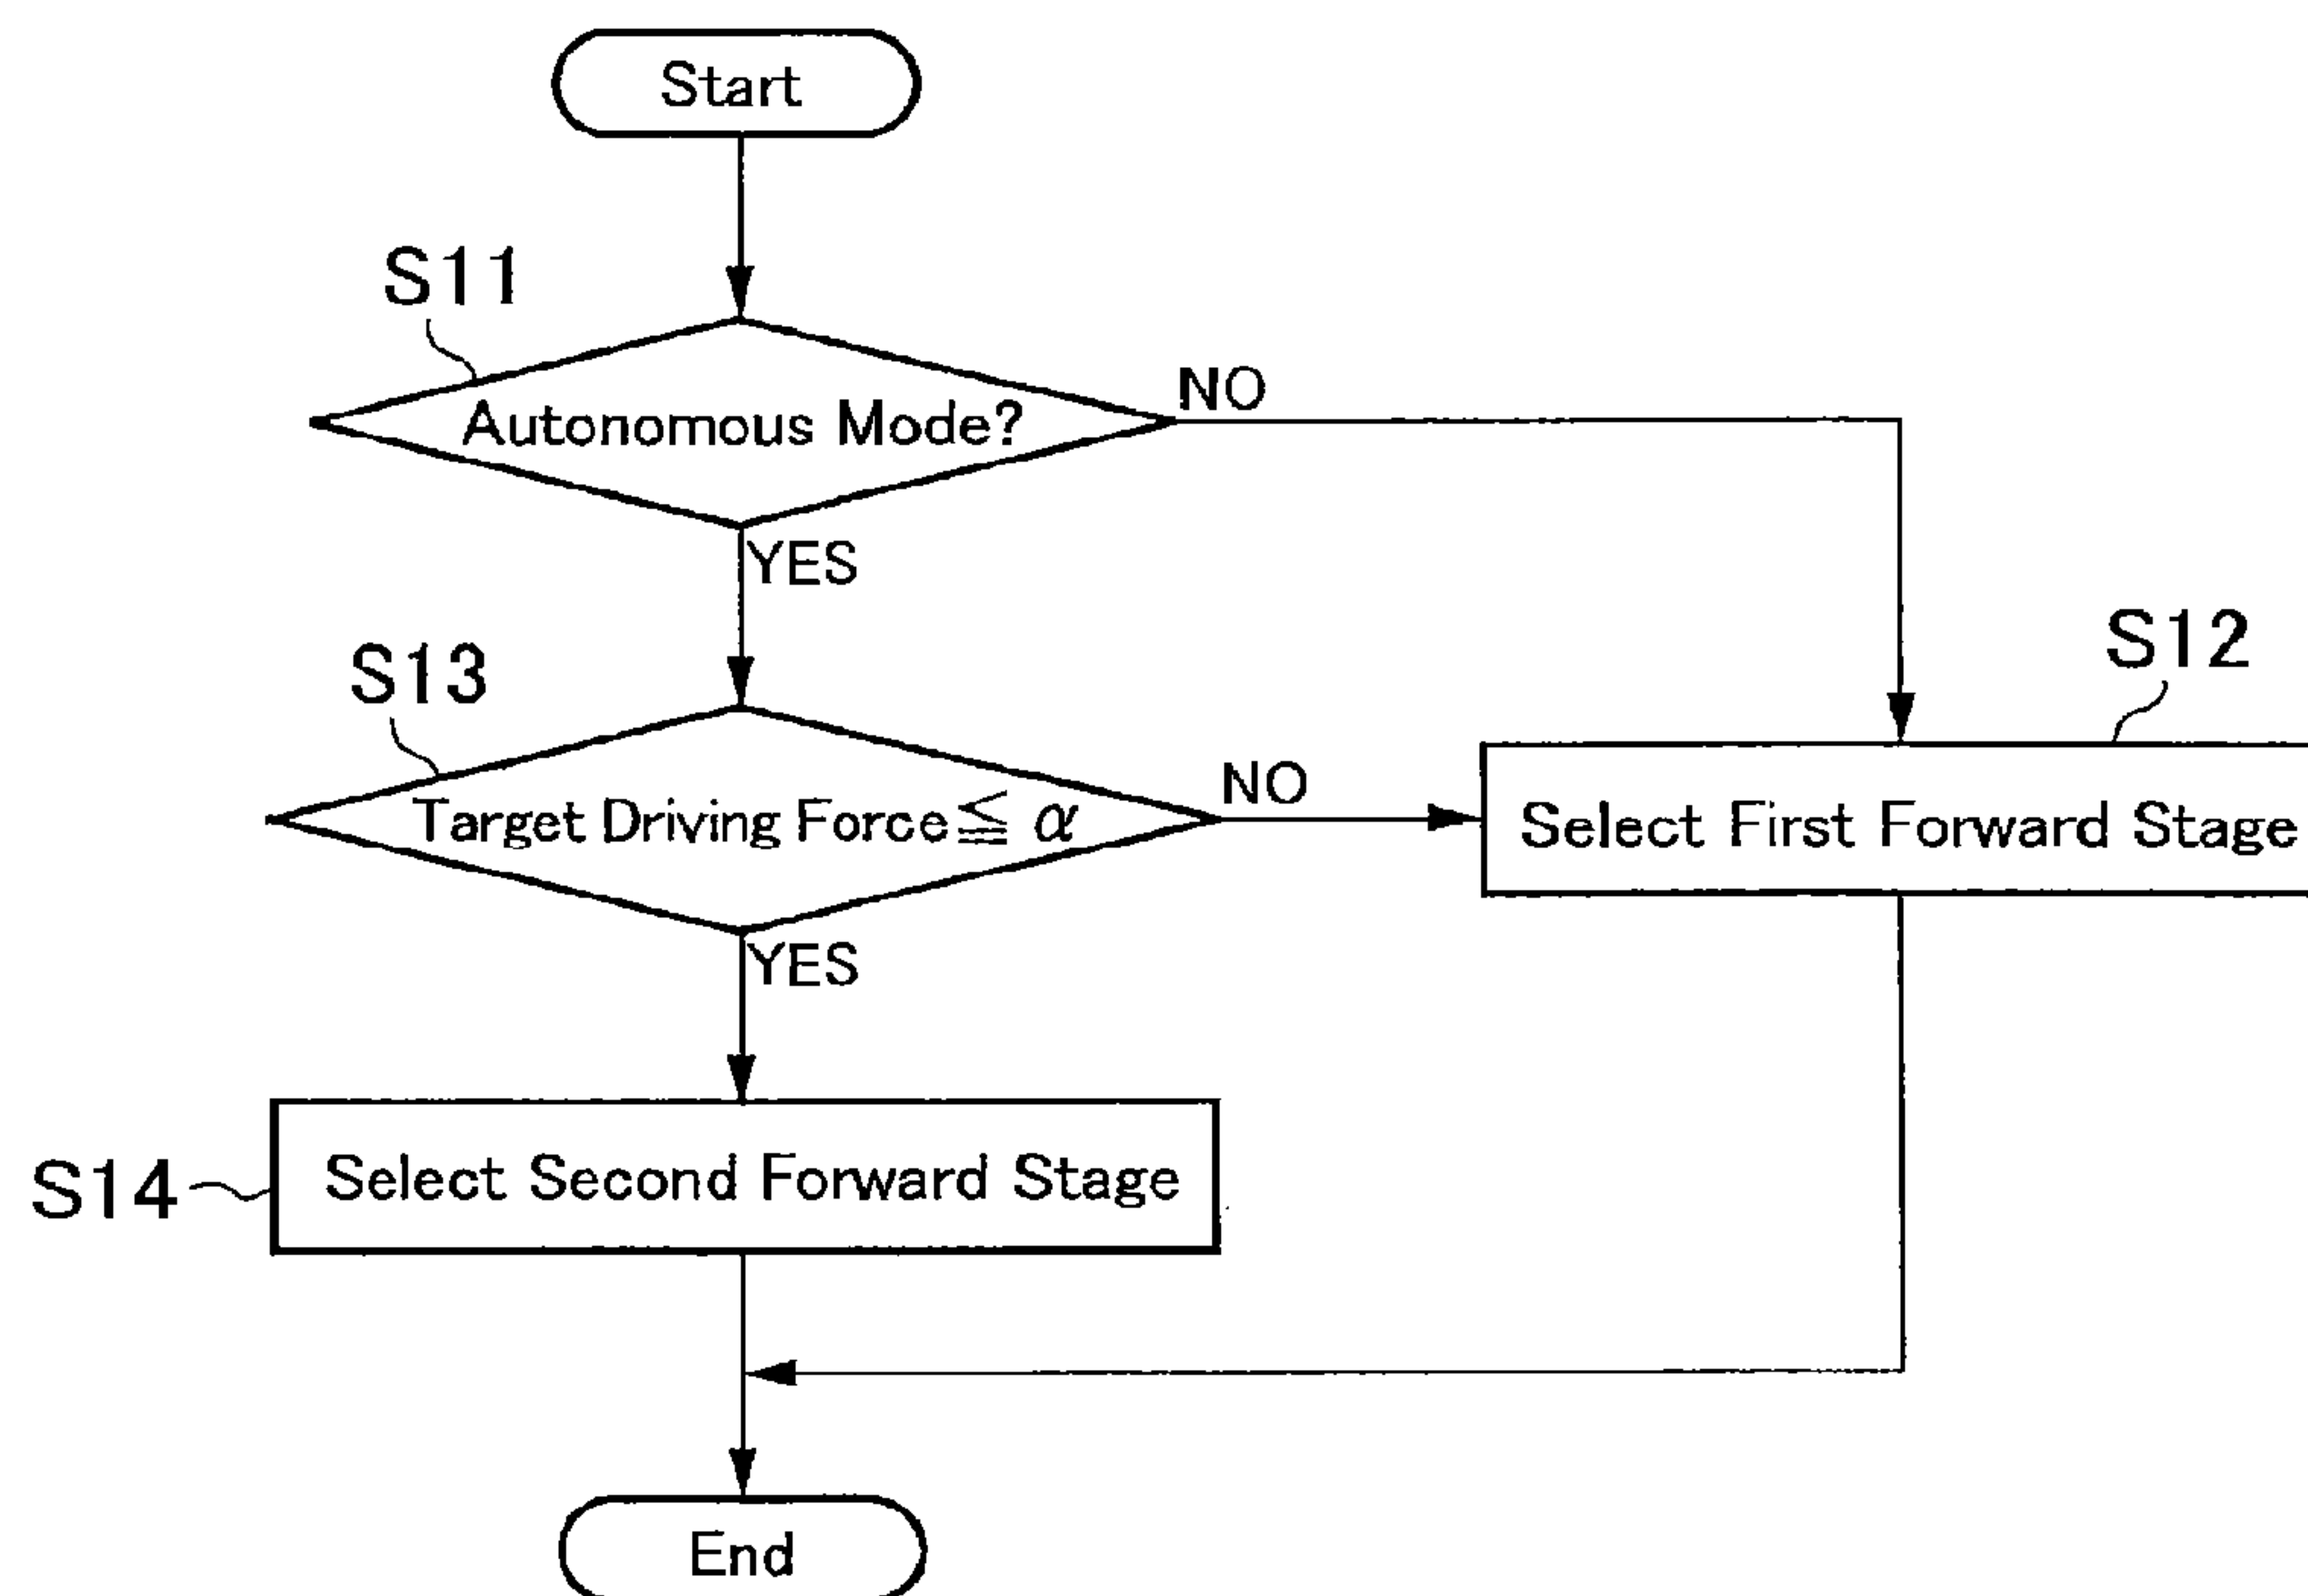 Start
S11
Autonomous Mode?
NO
YES
S12
S13
Target Driving Force≦ α
NO
Select First Forward Stage
YES
S14
Select Second Forward Stage
End